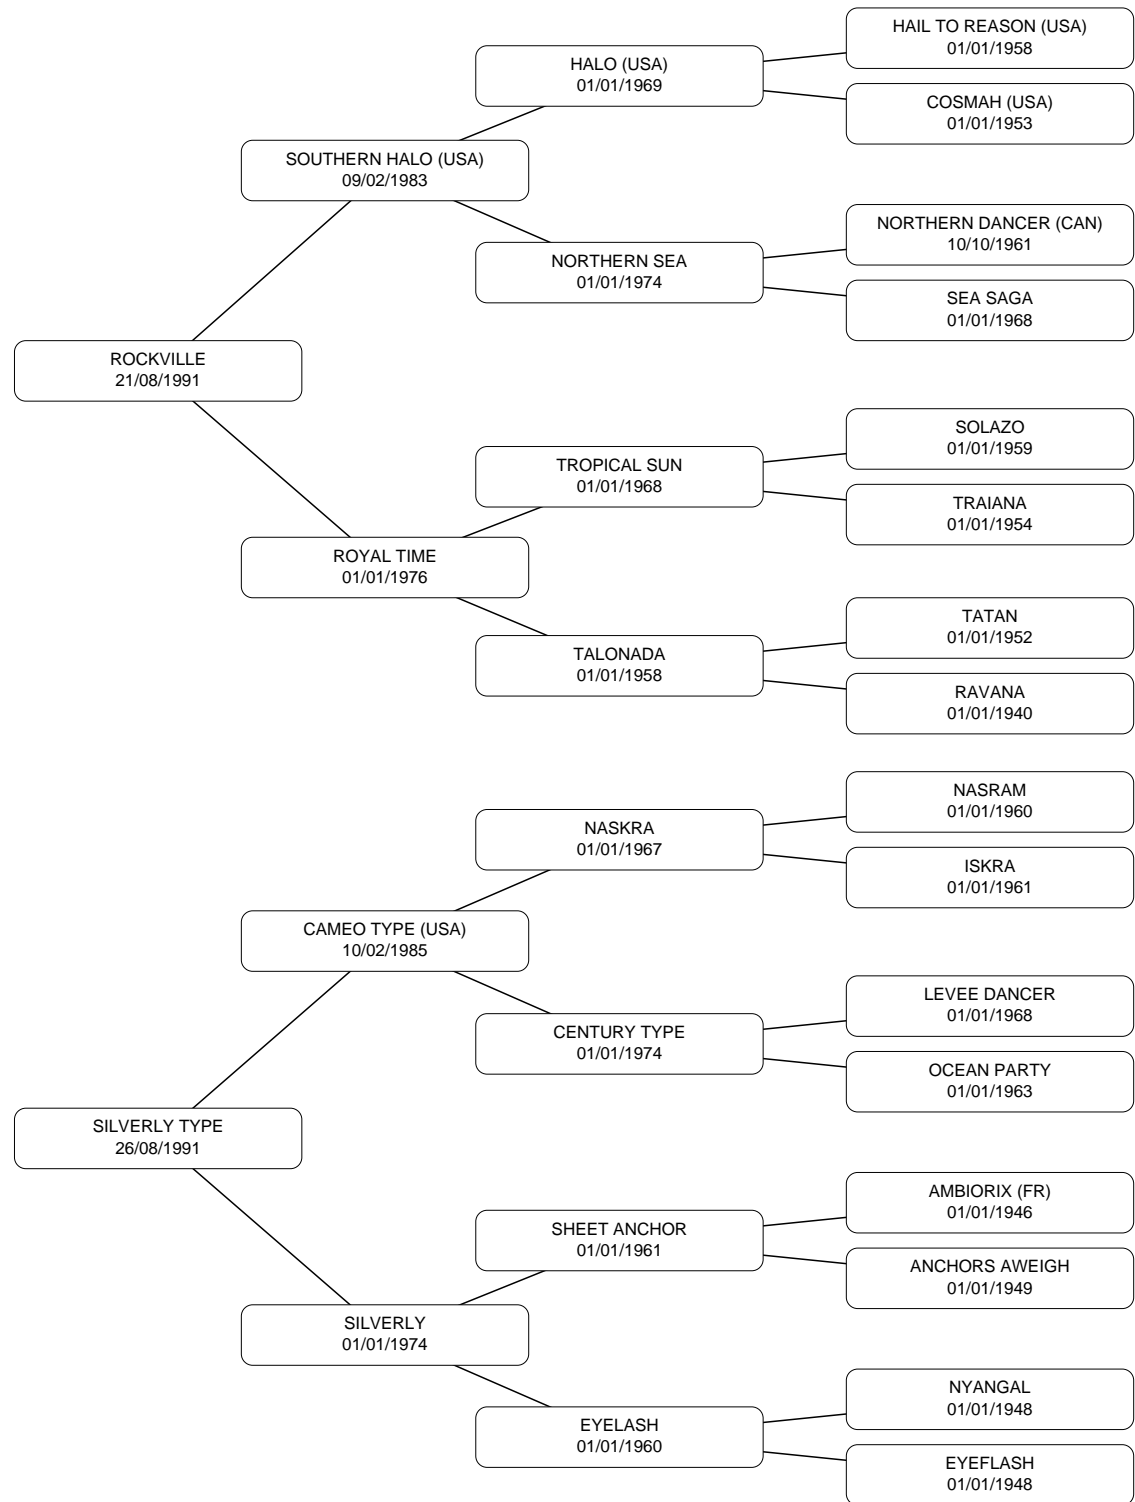 HAIL TO REASON (USA)
01/01/1958
HALO (USA)
01/01/1969
COSMAH (USA)
01/01/1953
SOUTHERN HALO (USA)
09/02/1983
NORTHERN DANCER (CAN)
10/10/1961
NORTHERN SEA
01/01/1974
SEA SAGA
01/01/1968
ROCKVILLE
21/08/1991
SOLAZO
01/01/1959
TROPICAL SUN
01/01/1968
TRAIANA
01/01/1954
ROYAL TIME
01/01/1976
TATAN
01/01/1952
TALONADA
01/01/1958
RAVANA
01/01/1940
NASRAM
01/01/1960
NASKRA
01/01/1967
ISKRA
01/01/1961
CAMEO TYPE (USA)
10/02/1985
LEVEE DANCER
01/01/1968
CENTURY TYPE
01/01/1974
OCEAN PARTY
01/01/1963
SILVERLY TYPE
26/08/1991
AMBIORIX (FR)
01/01/1946
SHEET ANCHOR
01/01/1961
ANCHORS AWEIGH
01/01/1949
SILVERLY
01/01/1974
NYANGAL
01/01/1948
EYELASH
01/01/1960
EYEFLASH
01/01/1948